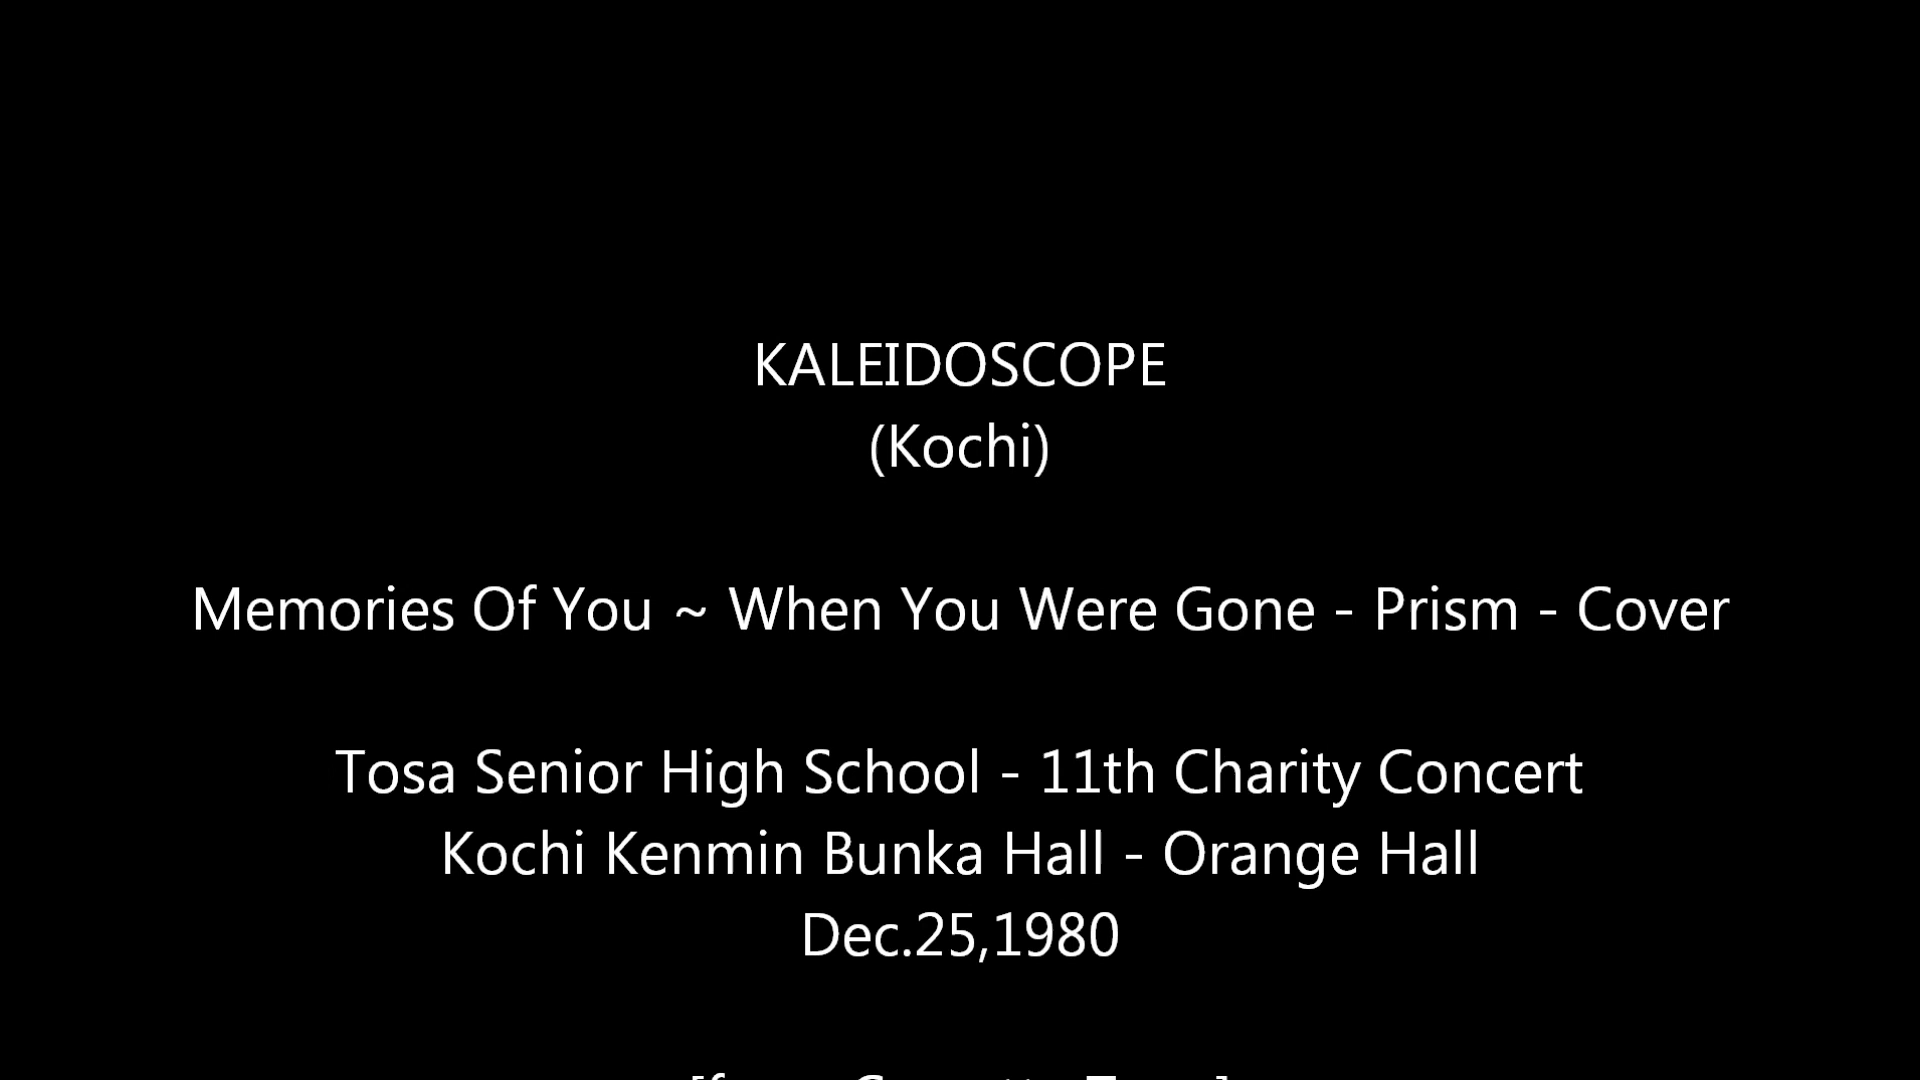 KALEIDOSCOPE
(Kochi)
Memories Of You ~ When You Were Gone - Prism - Cover
Tosa Senior High School - 11th Charity Concert
Kochi Kenmin Bunka Hall - Orange Hall
Dec.25,1980